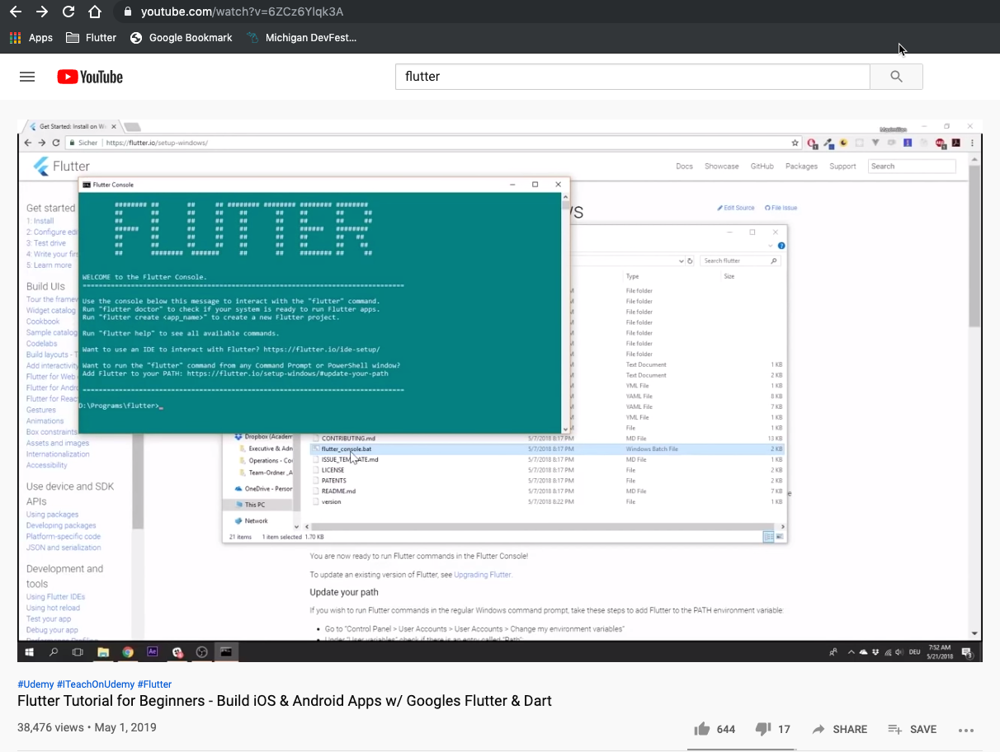 youtube.com/watch?v=6ZCz6Ylqk3A
Apps Flutter Google Bookmark Michigan DevFest...
YouTube
flutter
Get Started: Install on Wi
Maximilian
Sicher https://flutter.io/setup-windows/
Flutter
Docs Showcase GitHub Packages Support Search
Get started
1: Install
2: Configure edi
3: Test drive
4: Write your firs
5: Learn more
Build UIs
Tour the framew
Widget catalog
Cookbook
Sample catalog
Codelabs
Build layouts - T
Add interactivity
Flutter for Web
Flutter for Andro
Flutter for Reac
Gestures
Animations
Box constraints
Assets and images
Internationalization
Accessibility
Use device and SDK
APIs
Using packages
Developing packages
Platform-specific code
JSON and serialization
Development and
tools
Using Flutter IDEs
Using hot reload
Test your app
Debug your app
Flutter Console
FLUTTER
WELCOME to the Flutter Console.
Use the console below this message to interact with the "flutter" command.
Run "flutter doctor" to check if your system is ready to run Flutter apps.
Run "flutter create <app_name>" to create a new Flutter project.
Run "flutter help" to see all available commands.
Want to use an IDE to interact with Flutter? https://flutter.io/ide-setup/
Want to run the "flutter" command from any Command Prompt or PowerShell window?
Add Flutter to your PATH: https://flutter.io/setup-windows/#update-your-path
D:\Programs\flutter>_
ws
Edit Source File Issue
Search flutter
Type Size
File folder
File folder
File folder
File folder
File folder
File folder
File folder
Text Document 1 KB
Text Document 2 KB
YML File 1 KB
YAML File 8 KB
YAML File 7 KB
YML File 1 KB
File 1 KB
Dropbox (Academ
Executive & Adn
Operations - Co
Team-Ordner _A
OneDrive - Person
This PC
Network
CONTRIBUTING.md 5/7/2018 8:17 PM MD File 13 KB
flutter_console.bat 5/7/2018 8:17 PM Windows Batch File 2 KB
ISSUE_TEMPLATE.md 5/7/2018 8:17 PM MD File 1 KB
LICENSE 5/7/2018 8:17 PM File 2 KB
PATENTS 5/7/2018 8:17 PM File 2 KB
README.md 5/7/2018 8:17 PM MD File 7 KB
version 5/7/2018 8:22 PM File 1 KB
21 items 1 item selected 1.70 KB
You are now ready to run Flutter commands in the Flutter Console!
To update an existing version of Flutter, see Upgrading Flutter.
Update your path
If you wish to run Flutter commands in the regular Windows command prompt, take these steps to add Flutter to the PATH environment variable:
Go to "Control Panel > User Accounts > User Accounts > Change my environment variables"
Under "User variables" check if there is an entry called "Path":
Ae
DEU
7:52 AM
5/21/2018
#Udemy #ITeachOnUdemy #Flutter
Flutter Tutorial for Beginners - Build iOS & Android Apps w/ Googles Flutter & Dart
38,476 views • May 1, 2019
644 17 SHARE SAVE